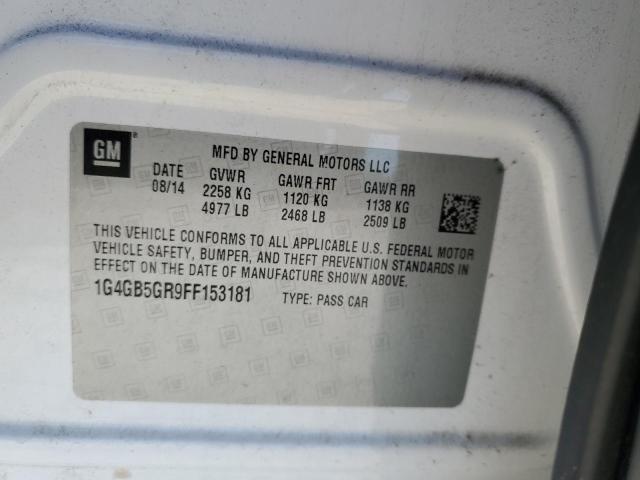 GM
MFD BY GENERAL MOTORS LLC
DATE GVWR GAWR FRT GAWR RR
08/14 2258 KG 1120 KG 1138 KG
4977 LB 2468 LB 2509 LB
THIS VEHICLE CONFORMS TO ALL APPLICABLE U.S. FEDERAL MOTOR
VEHICLE SAFETY, BUMPER, AND THEFT PREVENTION STANDARDS IN
EFFECT ON THE DATE OF MANUFACTURE SHOWN ABOVE.
1G4GB5GR9FF153181 TYPE: PASS CAR